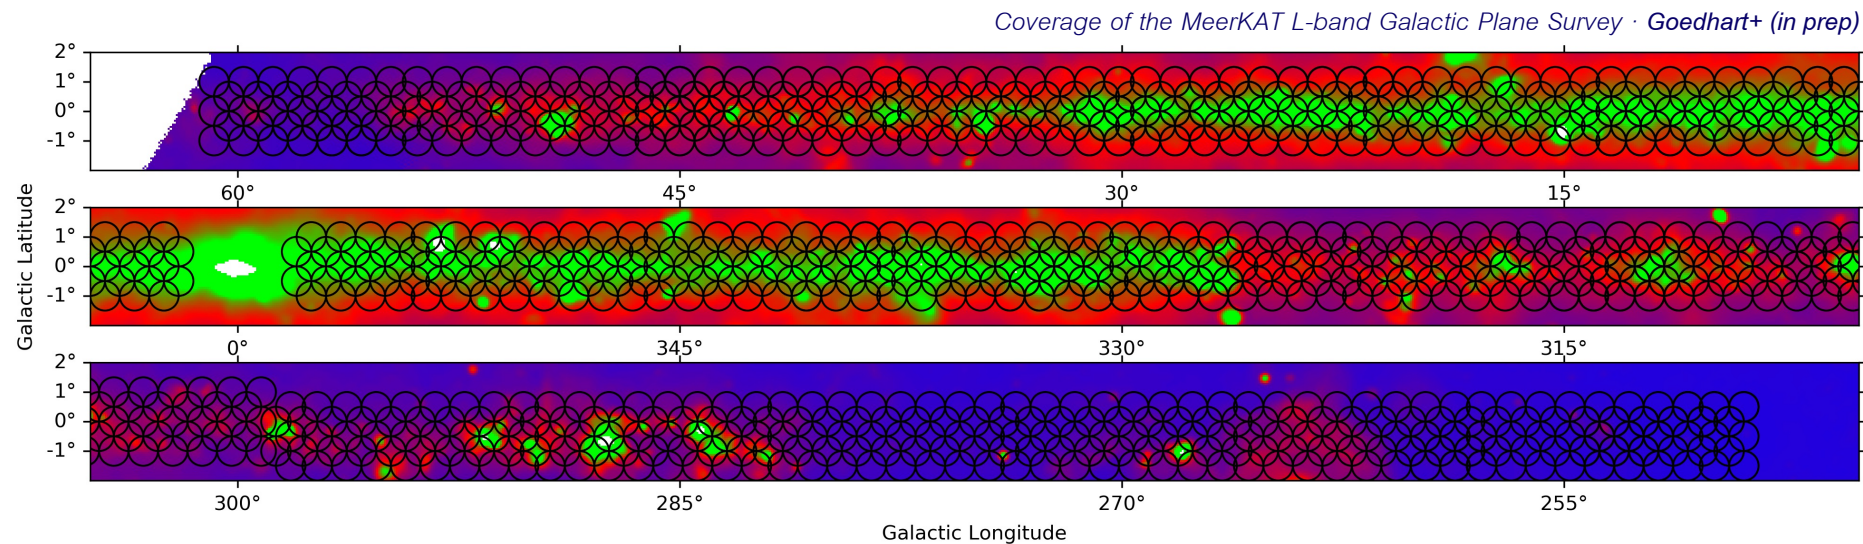 Coverage of the MeerKAT L-band Galactic Plane Survey · Goedhart+ (in prep)
2°
1°
0°
-1°
60° 45° 30° 15°
2°
1°
0°
-1°
0° 345° 330° 315°
2°
1°
0°
-1°
300° 285° 270° 255°
Galactic Latitude
Galactic Longitude